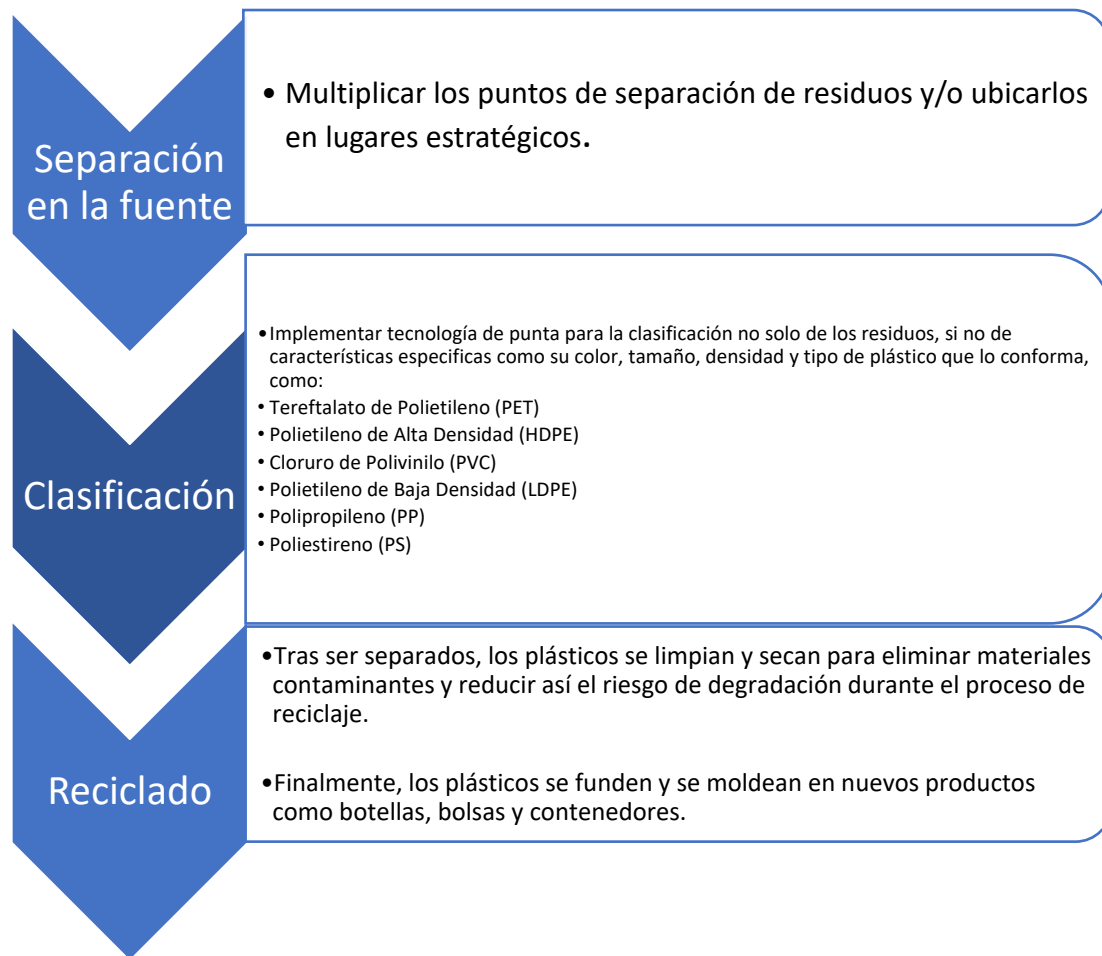 Separación
en la fuente
• Multiplicar los puntos de separación de residuos y/o ubicarlos
en lugares estratégicos.
Clasificación
•Implementar tecnología de punta para la clasificación no solo de los residuos, si no de
características especificas como su color, tamaño, densidad y tipo de plástico que lo conforma,
como:
• Tereftalato de Polietileno (PET)
• Polietileno de Alta Densidad (HDPE)
• Cloruro de Polivinilo (PVC)
• Polietileno de Baja Densidad (LDPE)
• Polipropileno (PP)
• Poliestireno (PS)
Reciclado
•Tras ser separados, los plásticos se limpian y secan para eliminar materiales
contaminantes y reducir así el riesgo de degradación durante el proceso de
reciclaje.
•Finalmente, los plásticos se funden y se moldean en nuevos productos
como botellas, bolsas y contenedores.